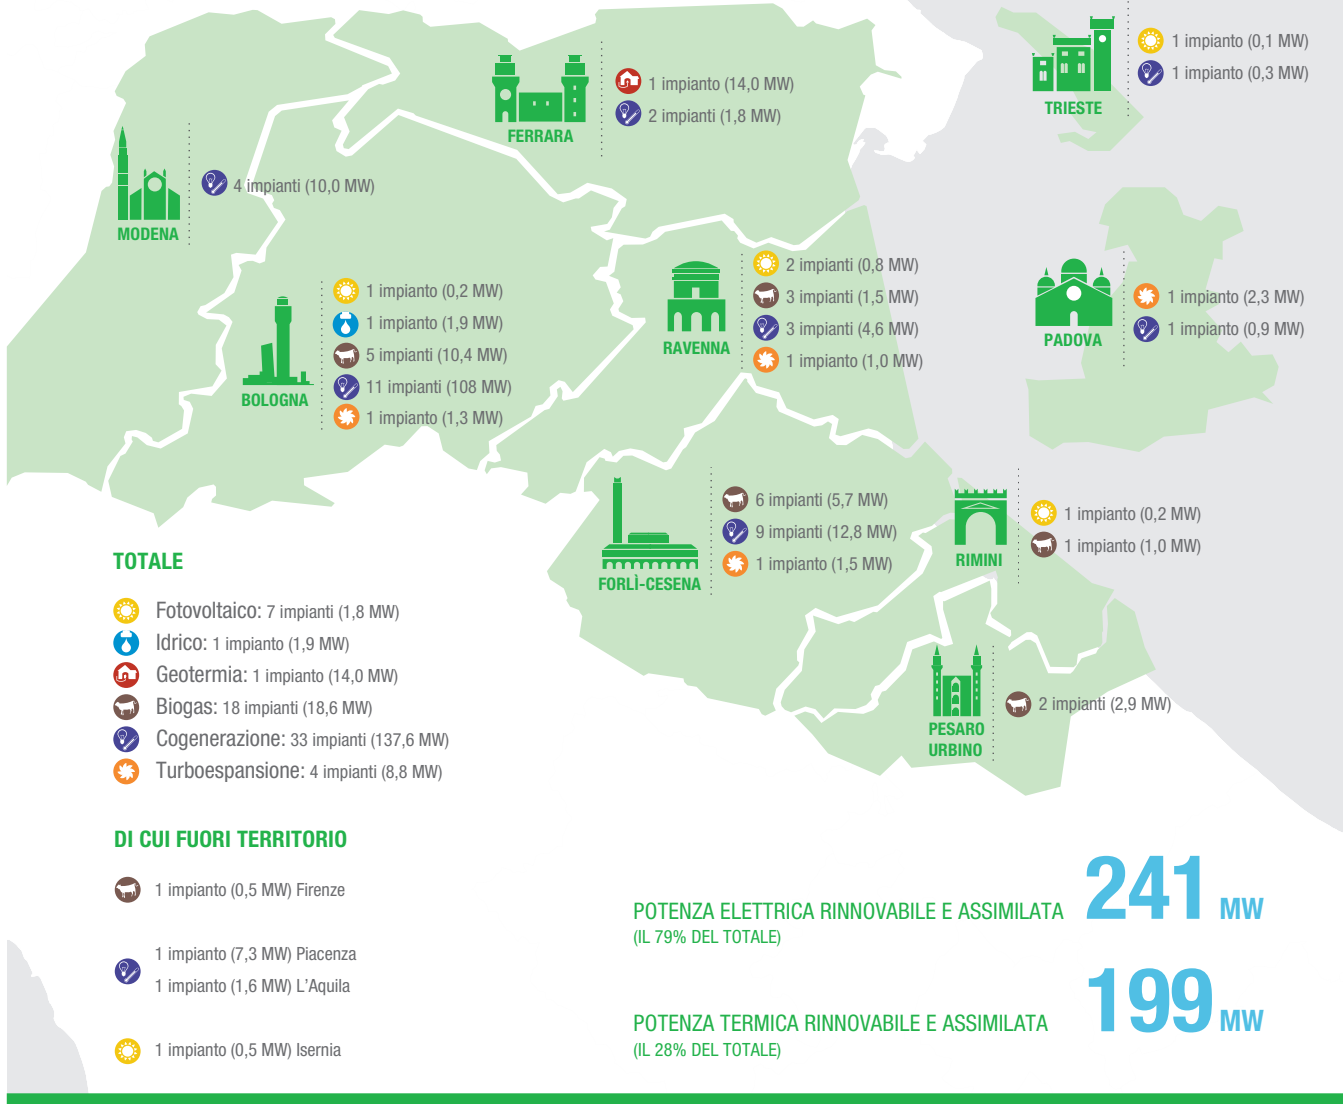 1 impianto (0,1 MW)
1 impianto (0,3 MW)
TRIESTE
1 impianto (14,0 MW)
2 impianti (1,8 MW)
FERRARA
4 impianti (10,0 MW)
MODENA
2 impianti (0,8 MW)
3 impianti (1,5 MW)
3 impianti (4,6 MW)
1 impianto (1,0 MW)
RAVENNA
1 impianto (2,3 MW)
1 impianto (0,9 MW)
PADOVA
1 impianto (0,2 MW)
1 impianto (1,9 MW)
5 impianti (10,4 MW)
11 impianti (108 MW)
1 impianto (1,3 MW)
BOLOGNA
6 impianti (5,7 MW)
9 impianti (12,8 MW)
1 impianto (1,5 MW)
FORLÌ-CESENA
1 impianto (0,2 MW)
1 impianto (1,0 MW)
RIMINI
2 impianti (2,9 MW)
PESARO
URBINO
TOTALE
Fotovoltaico: 7 impianti (1,8 MW)
Idrico: 1 impianto (1,9 MW)
Geotermia: 1 impianto (14,0 MW)
Biogas: 18 impianti (18,6 MW)
Cogenerazione: 33 impianti (137,6 MW)
Turboespansione: 4 impianti (8,8 MW)
DI CUI FUORI TERRITORIO
1 impianto (0,5 MW) Firenze
1 impianto (7,3 MW) Piacenza
1 impianto (1,6 MW) L'Aquila
1 impianto (0,5 MW) Isernia
POTENZA ELETTRICA RINNOVABILE E ASSIMILATA 241 MW
(IL 79% DEL TOTALE)
POTENZA TERMICA RINNOVABILE E ASSIMILATA 199 MW
(IL 28% DEL TOTALE)